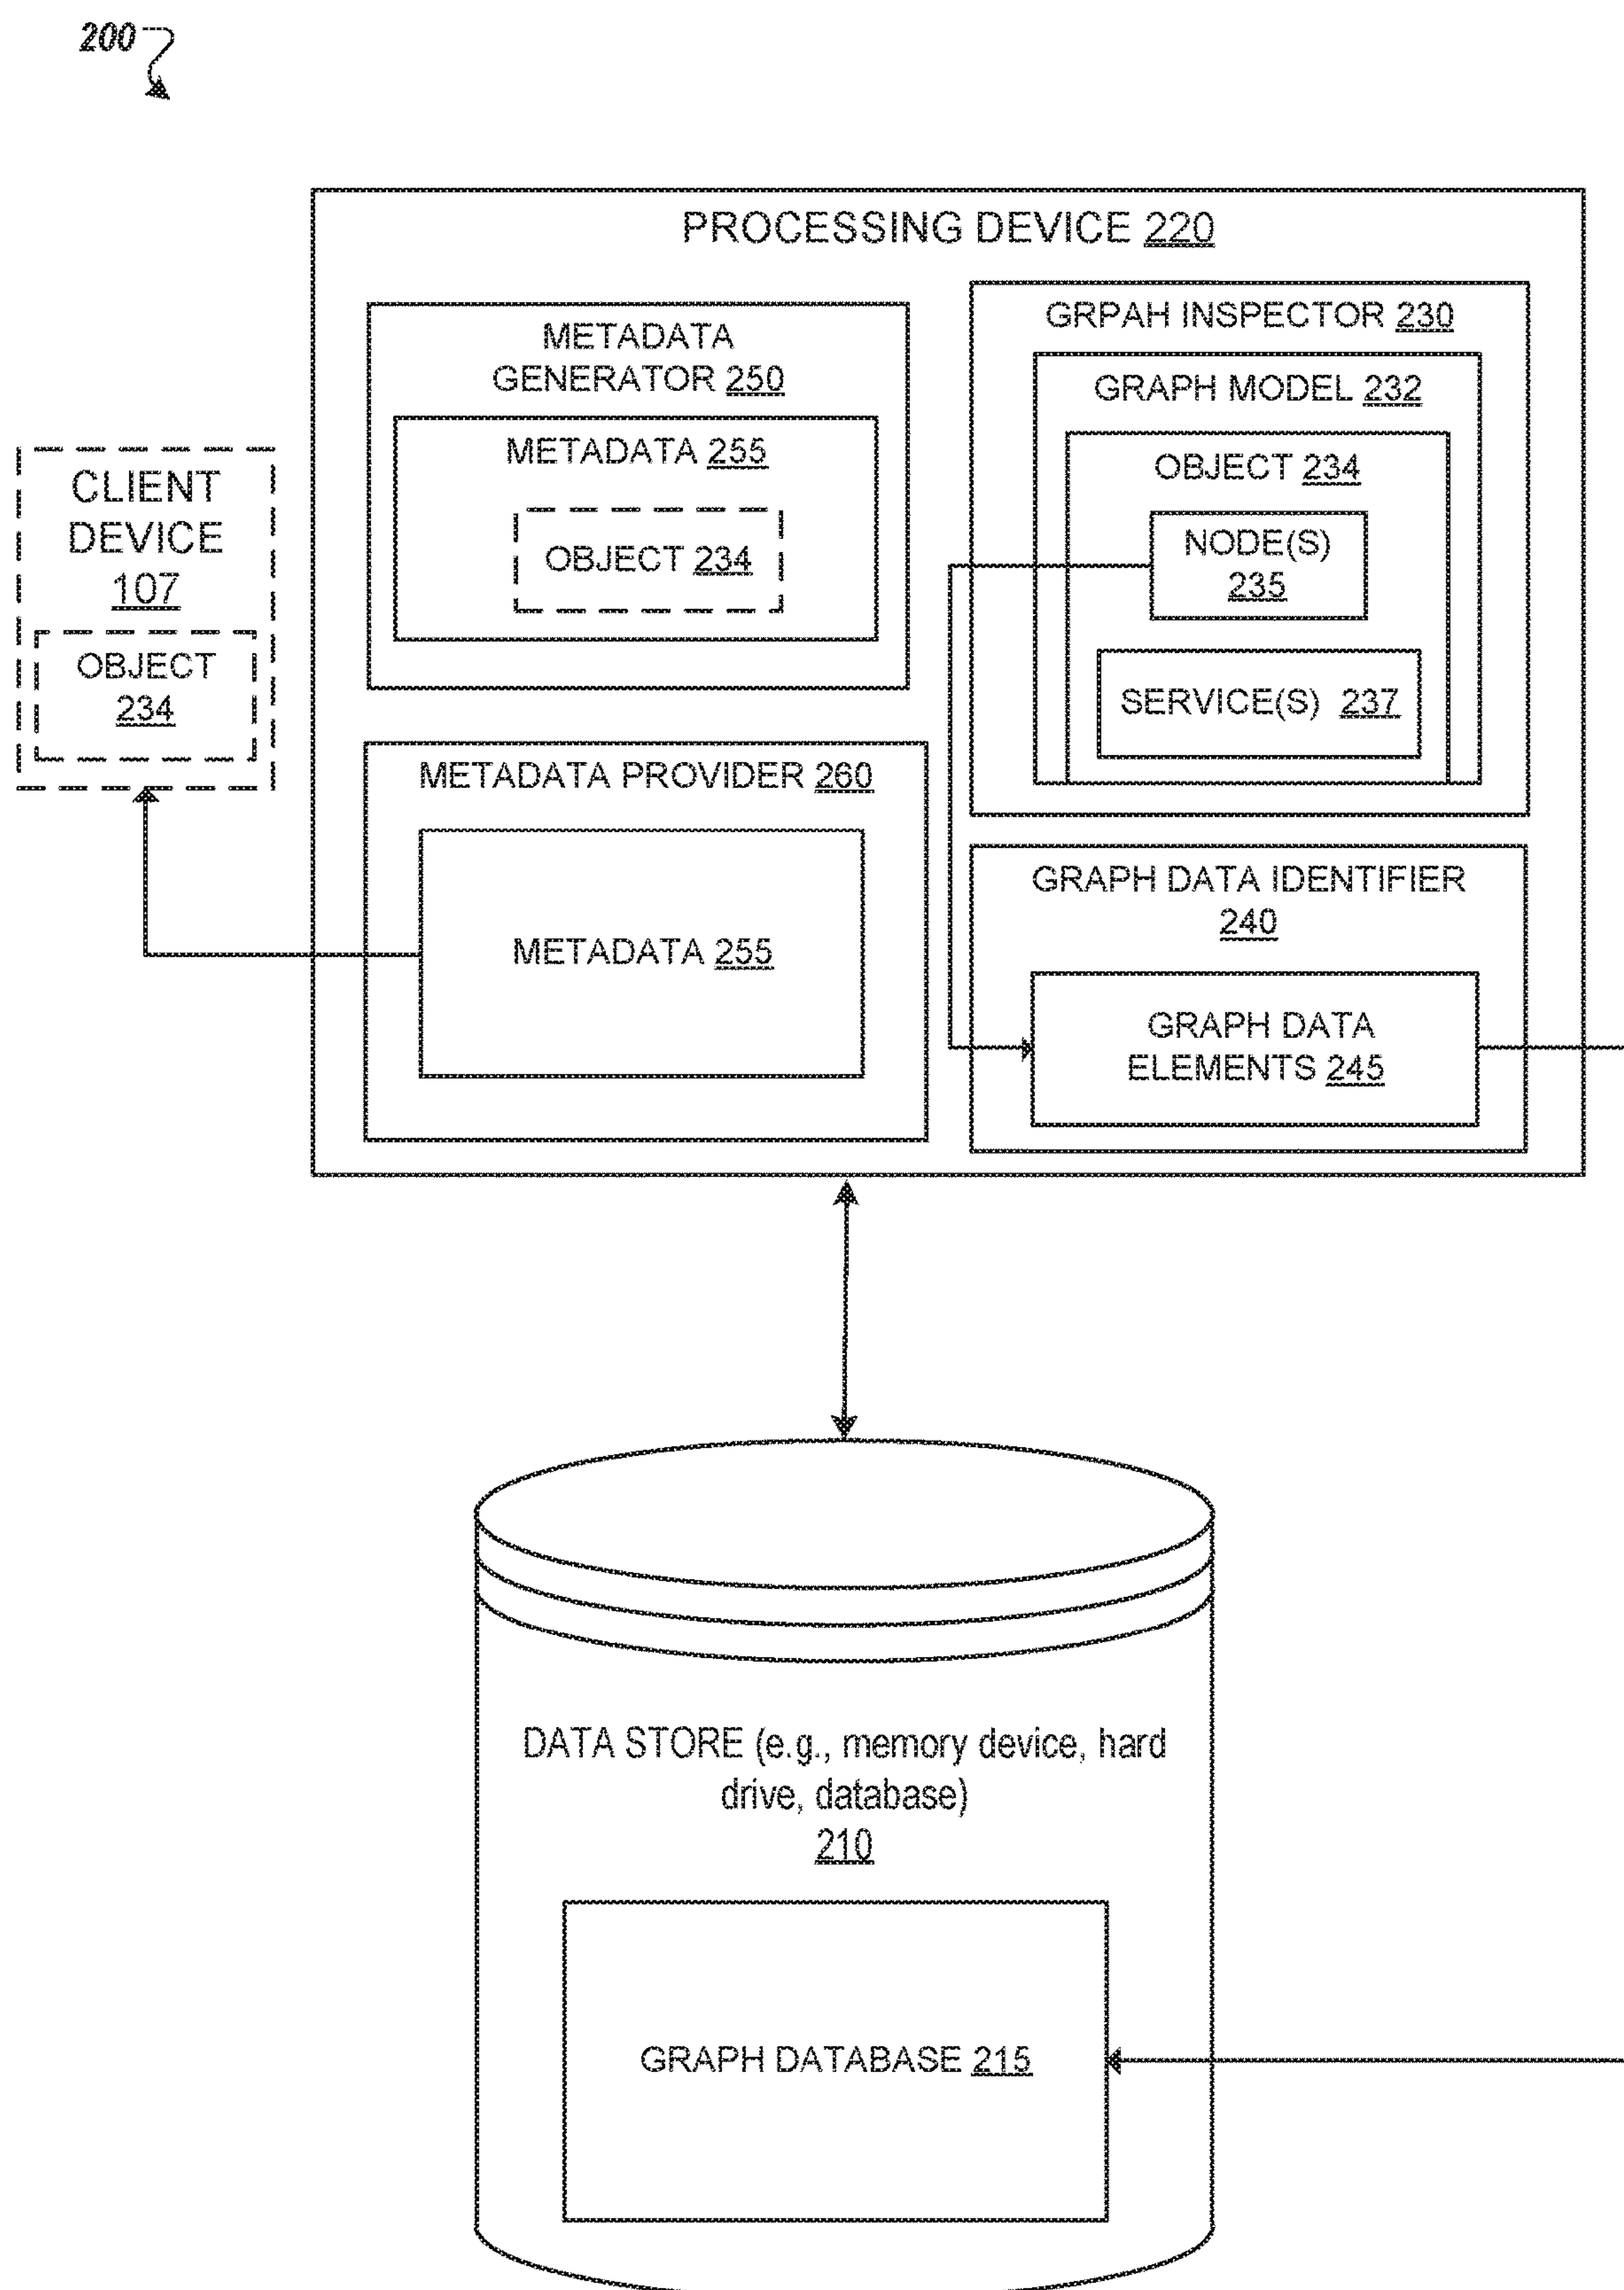 200
PROCESSING DEVICE 220
METADATA
GENERATOR 250
METADATA 255
OBJECT 234
GRPAH INSPECTOR 230
GRAPH MODEL 232
OBJECT 234
NODE(S)
235
SERVICE(S) 237
CLIENT
DEVICE
107
OBJECT
234
METADATA PROVIDER 260
METADATA 255
GRAPH DATA IDENTIFIER
240
GRAPH DATA
ELEMENTS 245
DATA STORE (e.g., memory device, hard
drive, database)
210
GRAPH DATABASE 215